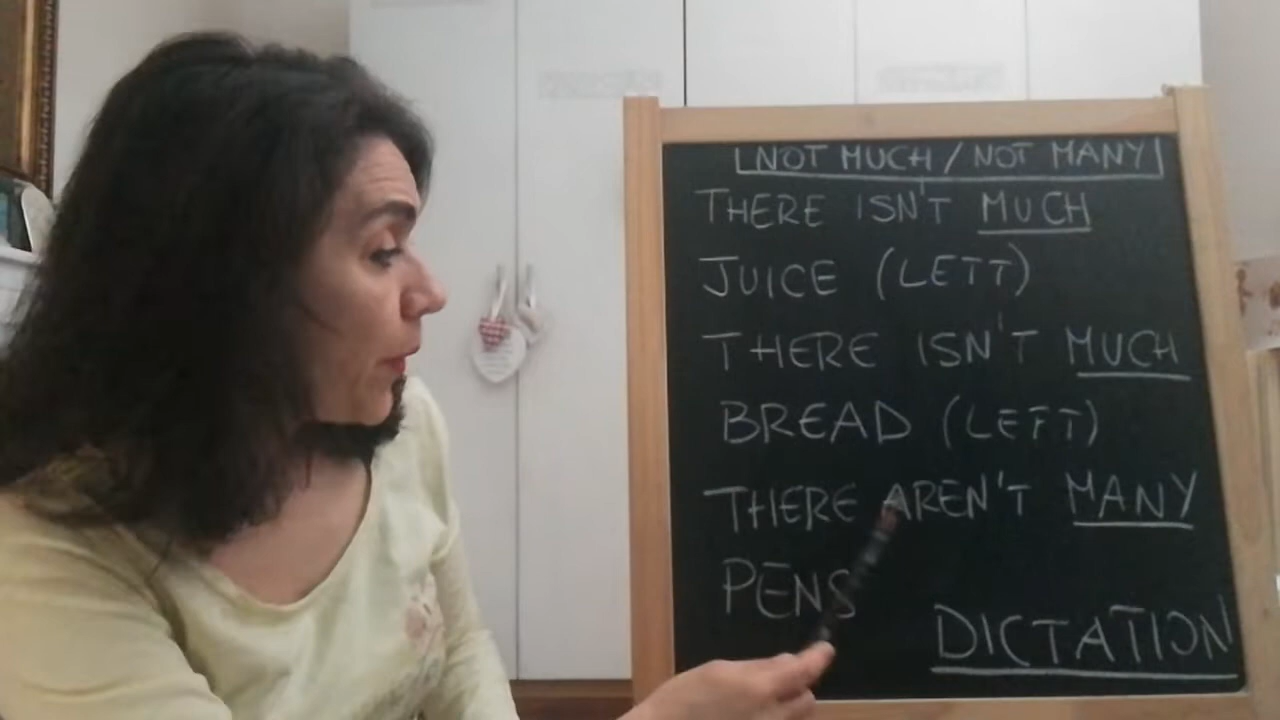 NOT MUCH / NOT MANY
THERE ISN'T MUCH
JUICE (LETT)
THERE ISN'T MUCH
BREAD (LEFT)
THERE AREN'T MANY
PENS
DICTATION